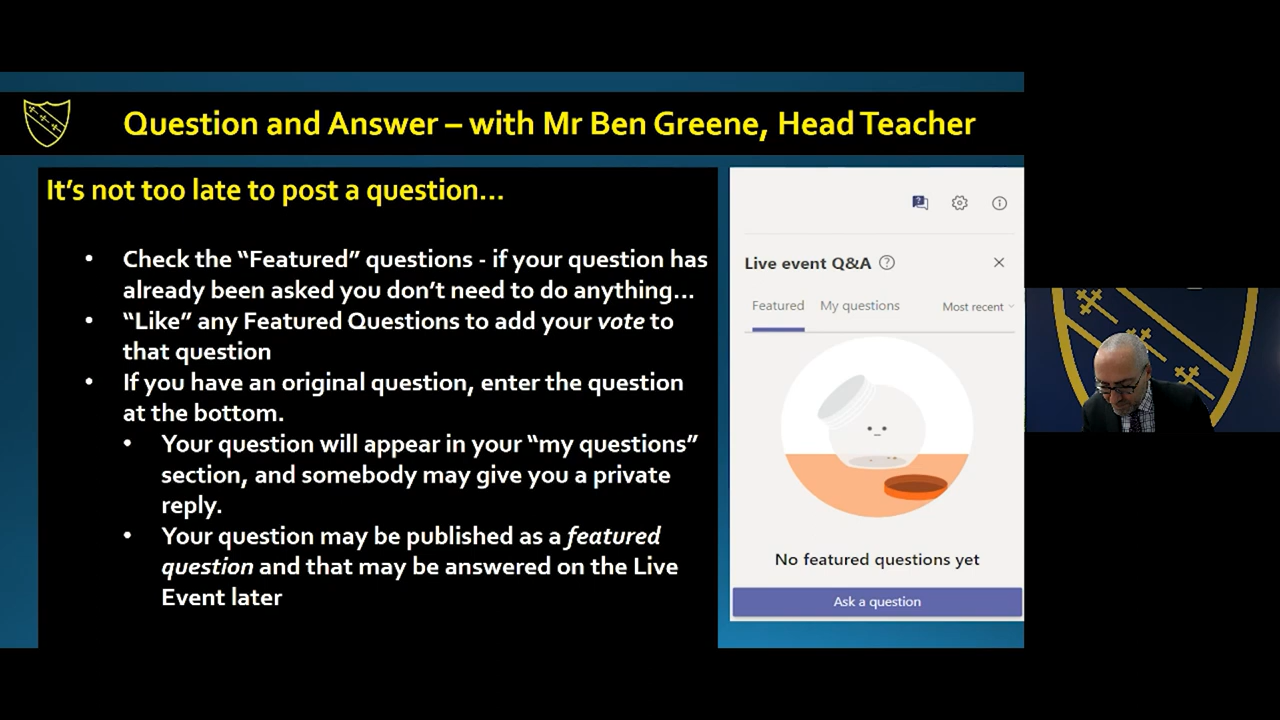 Question and Answer – with Mr Ben Greene, Head Teacher
It’s not too late to post a question…
• Check the “Featured” questions - if your question has
already been asked you don’t need to do anything…
• “Like” any Featured Questions to add your vote to
that question
• If you have an original question, enter the question
at the bottom.
• Your question will appear in your “my questions”
section, and somebody may give you a private
reply.
• Your question may be published as a featured
question and that may be answered on the Live
Event later
Live event Q&A
Featured My questions Most recent
No featured questions yet
Ask a question